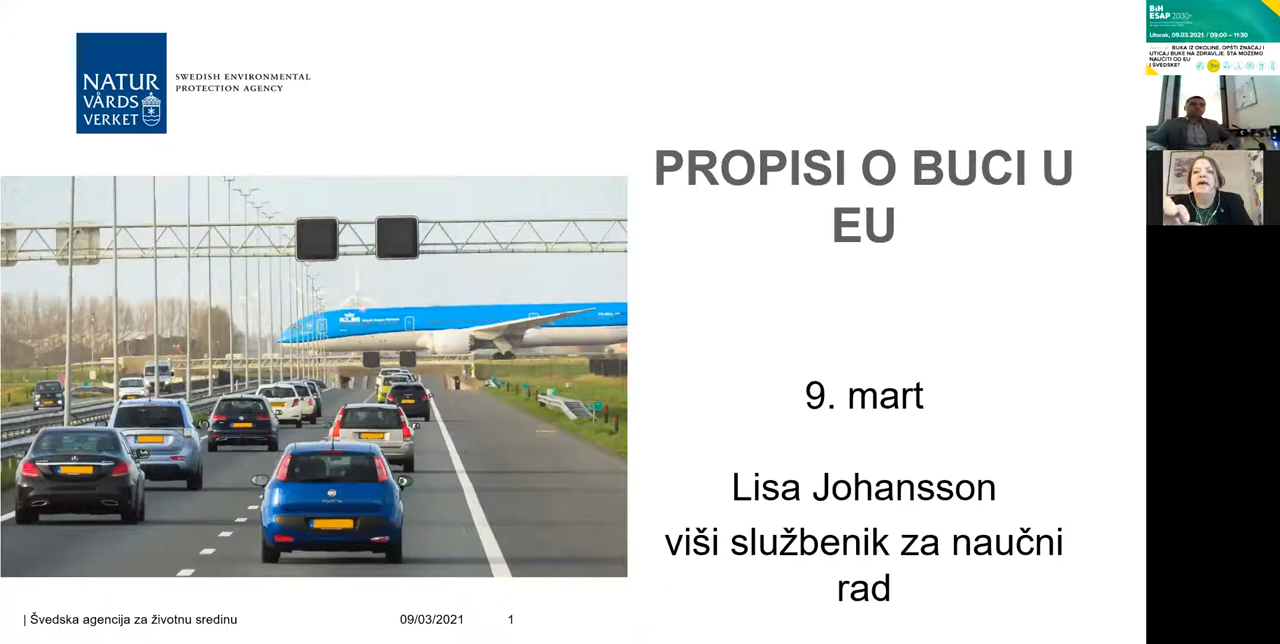 NATUR
VÅRDS
VERKET
SWEDISH ENVIRONMENTAL
PROTECTION AGENCY
PROPISI O BUCI U
EU
KLM
9. mart
Lisa Johansson
viši službenik za naučni
rad
| Švedska agencija za životnu sredinu
09/03/2021
1
BiH
ESAP 2030+
Utorak, 09.03.2021. / 09:00 – 11:30
BUKA IZ OKOLINE, OPŠTI ZNAČAJ I
UTICAJ BUKE NA ZDRAVLJE. ŠTA MOŽEMO
NAUČITI OD EU
I ŠVEDSKE?